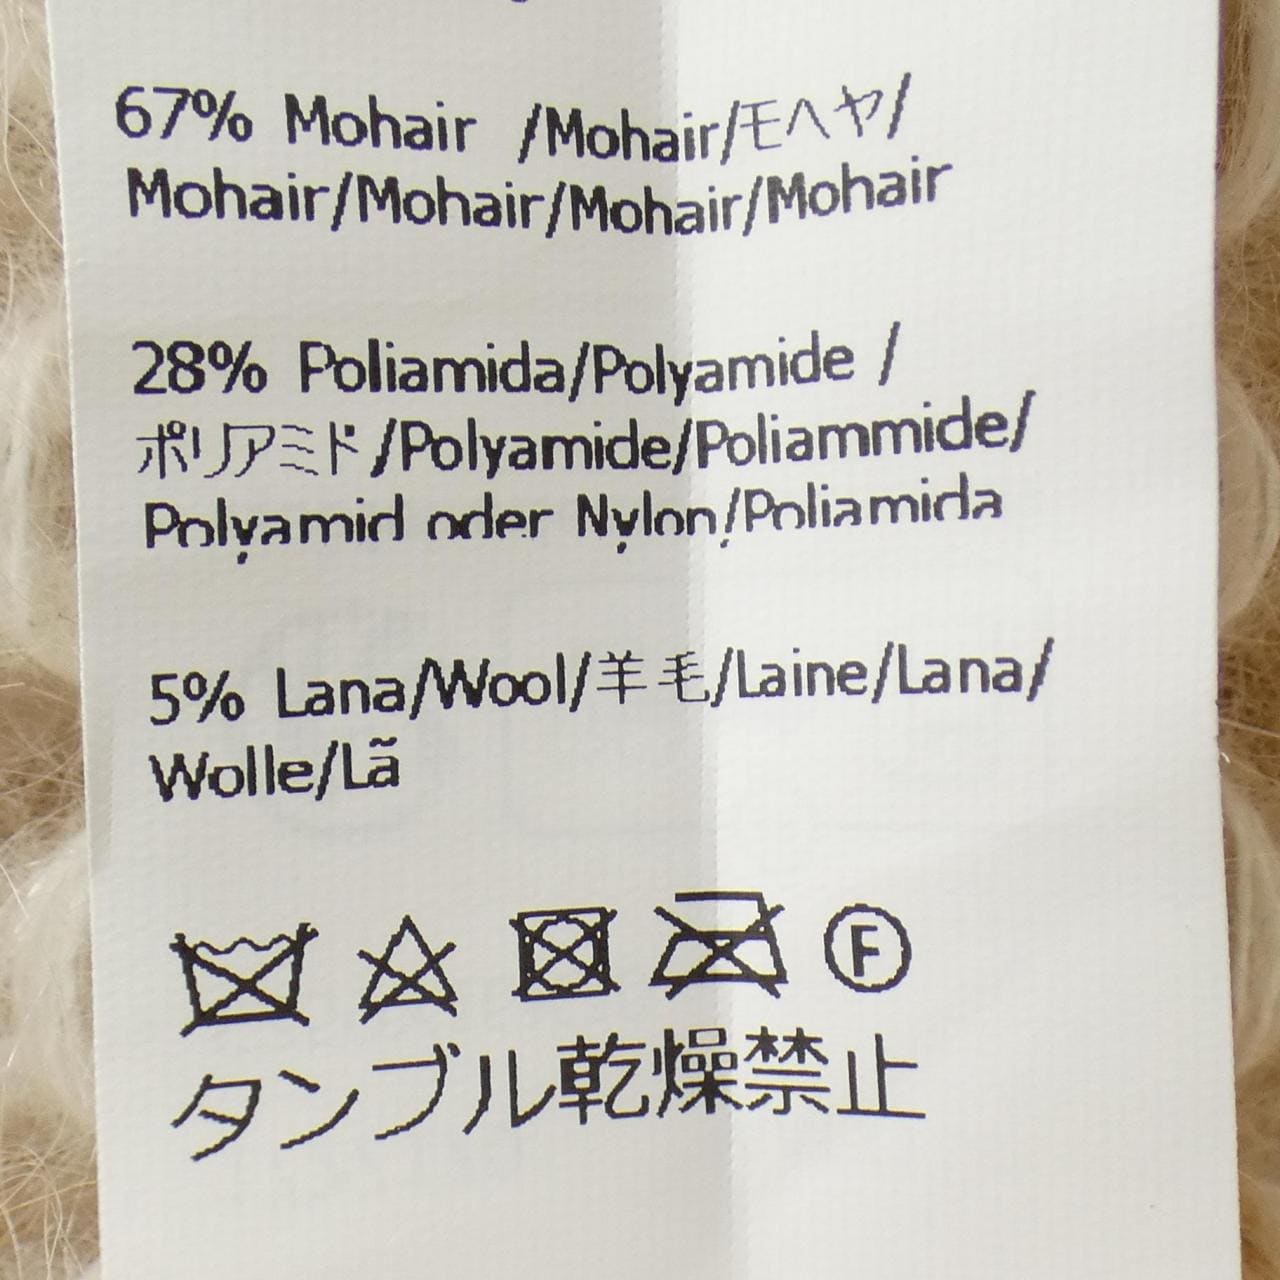 67% Mohair /Mohair/モヘヤ/
Mohair/Mohair/Mohair/Mohair
28% Poliamida/Polyamide /
ポリアミド/Polyamide/Poliammide/
Polyamid oder Nylon/Poliamida
5% Lana/Wool/羊毛/Laine/Lana/
Wolle/Lã
F
タンブル乾燥禁止